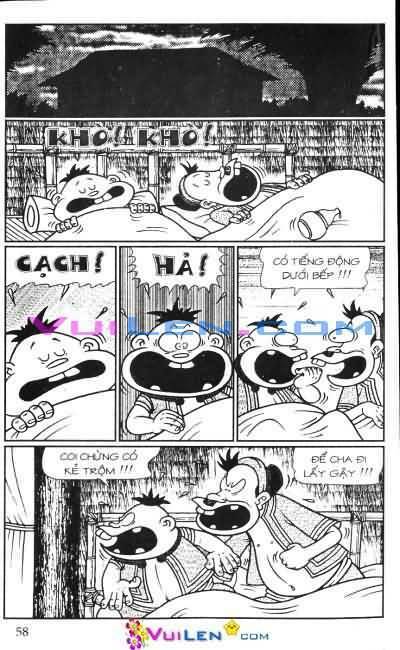 KHÒ! KHÒ!
CẠCH!
HẢ!
CÓ TIẾNG ĐỘNG
DƯỚI BẾP !!!
VUILEN.COM
COI CHỪNG CÓ
KẺ TRỘM !!!
ĐỂ CHA ĐI
LẤY GẬY !!!
58
VUILEN.COM